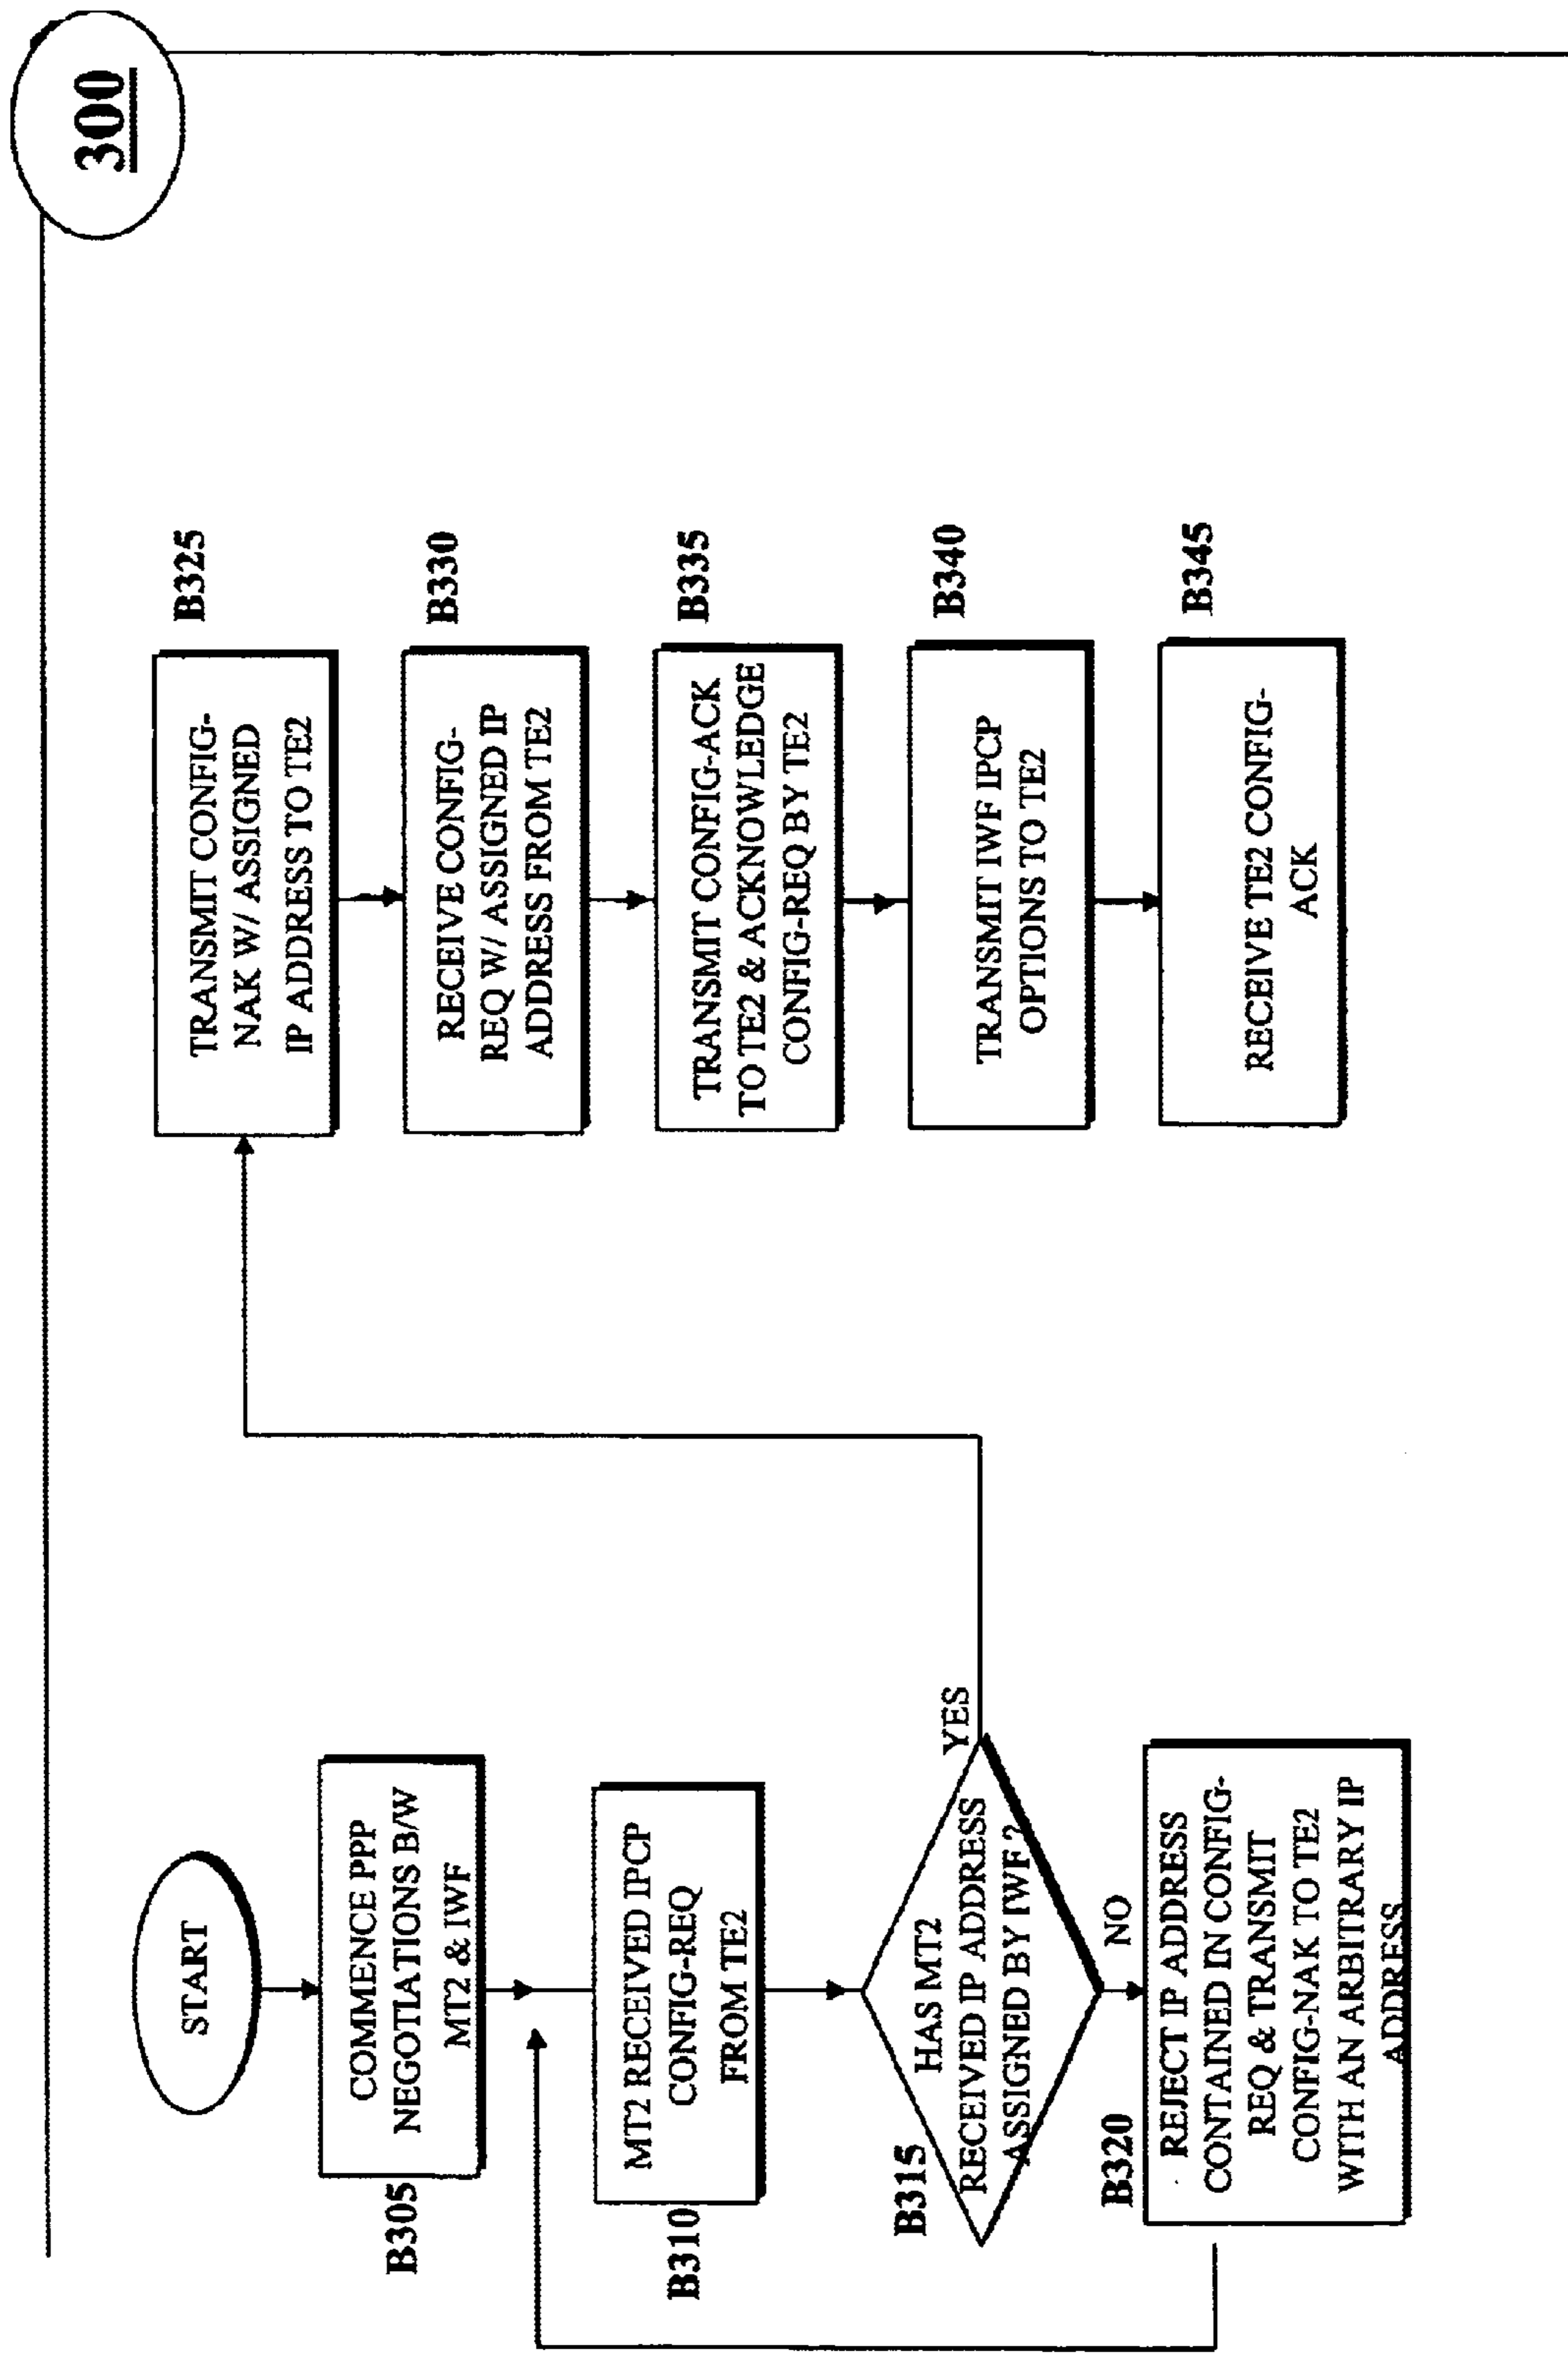 300
START
COMMENCE PPP
NEGOTIATIONS B/W
MT2 & IWF
B305
MT2 RECEIVED IPCP
CONFIG-REQ
FROM TE2
B310
HAS MT2
RECEIVED IP ADDRESS
ASSIGNED BY IWF ?
B315
YES
NO
B320
REJECT IP ADDRESS
CONTAINED IN CONFIG-
REQ & TRANSMIT
CONFIG-NAK TO TE2
WITH AN ARBITRARY IP
ADDRESS
TRANSMIT CONFIG-
NAK W/ ASSIGNED
IP ADDRESS TO TE2
B325
RECEIVE CONFIG-
REQ W/ ASSIGNED IP
ADDRESS FROM TE2
B330
TRANSMIT CONFIG-ACK
TO TE2 & ACKNOWLEDGE
CONFIG-REQ BY TE2
B335
TRANSMIT IWF IPCP
OPTIONS TO TE2
B340
RECEIVE TE2 CONFIG-
ACK
B345